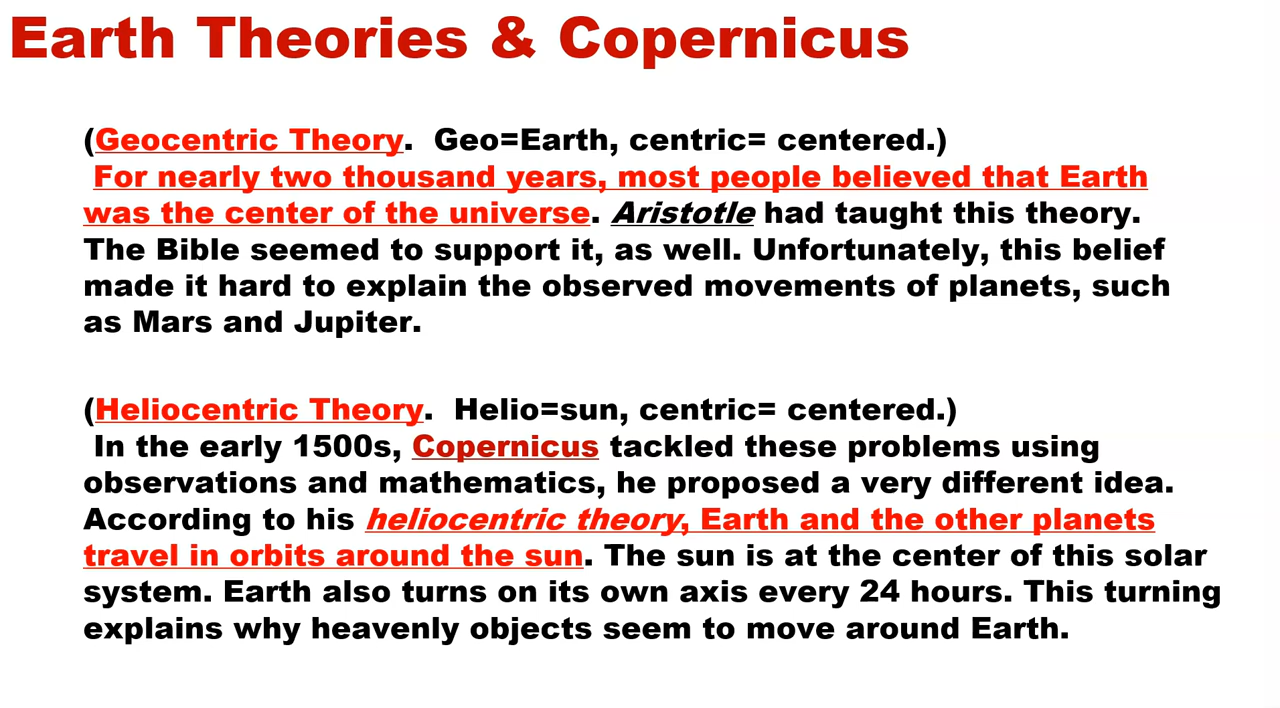 Earth Theories & Copernicus
(Geocentric Theory.  Geo=Earth, centric= centered.)
For nearly two thousand years, most people believed that Earth
was the center of the universe. Aristotle had taught this theory.
The Bible seemed to support it, as well. Unfortunately, this belief
made it hard to explain the observed movements of planets, such
as Mars and Jupiter.
(Heliocentric Theory.  Helio=sun, centric= centered.)
In the early 1500s, Copernicus tackled these problems using
observations and mathematics, he proposed a very different idea.
According to his heliocentric theory, Earth and the other planets
travel in orbits around the sun. The sun is at the center of this solar
system. Earth also turns on its own axis every 24 hours. This turning
explains why heavenly objects seem to move around Earth.